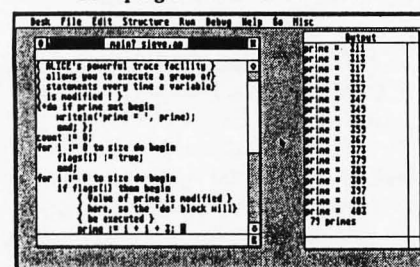 Desk File Edit Structure Run Debug Help Go Misc
main? sieve.ap
{ ALICE's powerful trace facility }
{ allows you to execute a group of}
{ statements every time a variable}
{ is modified ! }
{*do if prime set begin
writeln('prime = ', prime);
end; };
count := 0;
for i := 0 to size do begin
flags[i] := true;
end;
for i := 0 to size do begin
if flags[i] then begin
{ Value of prime is modified }
{ here, so the 'do' block will}
{ be executed }
prime := i + i + 3;
Output
prime = 311
prime = 313
prime = 317
prime = 331
prime = 337
prime = 347
prime = 349
prime = 353
prime = 359
prime = 367
prime = 373
prime = 379
prime = 383
prime = 389
prime = 397
prime = 401
prime = 403
79 primes